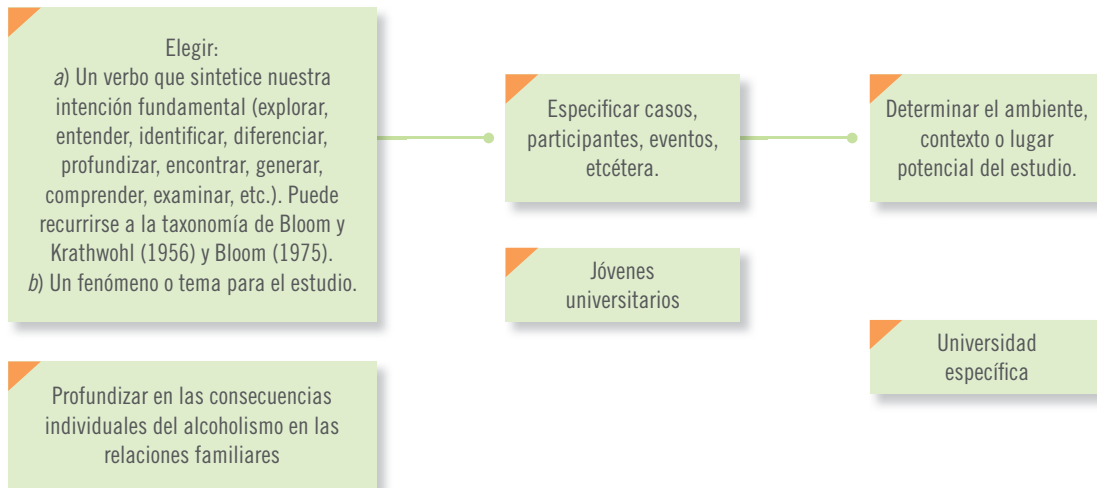 Elegir:
a) Un verbo que sintetice nuestra
intención fundamental (explorar,
entender, identificar, diferenciar,
profundizar, encontrar, generar,
comprender, examinar, etc.). Puede
recurrirse a la taxonomía de Bloom y
Krathwohl (1956) y Bloom (1975).
b) Un fenómeno o tema para el estudio.
Especificar casos,
participantes, eventos,
etcétera.
Determinar el ambiente,
contexto o lugar
potencial del estudio.
Profundizar en las consecuencias
individuales del alcoholismo en las
relaciones familiares
Jóvenes
universitarios
Universidad
específica